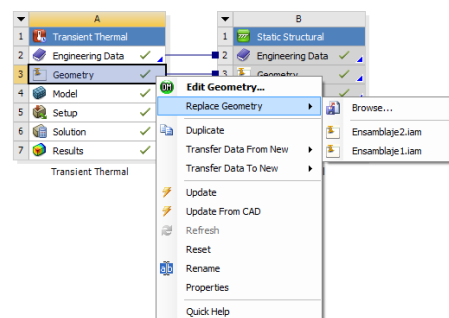 A
1 Transient Thermal
2 Engineering Data
3 Geometry
4 Model
5 Setup
6 Solution
7 Results
Transient Thermal
B
1 Static Structural
2 Engineering Data
3 Geometry
DM Edit Geometry...
Replace Geometry
Duplicate
Transfer Data From New
Transfer Data To New
Update
Update From CAD
Refresh
Reset
Rename
Properties
Quick Help
Browse...
Ensamblaje2.iam
Ensamblaje1.iam